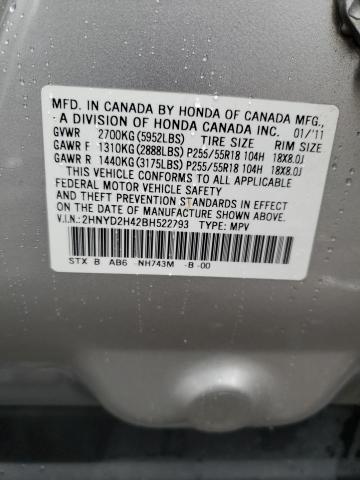 MFD. IN CANADA BY HONDA OF CANADA MFG.,
A DIVISION OF HONDA CANADA INC. 01/'11
GVWR 2700KG (5952LBS) TIRE SIZE RIM SIZE
GAWR F 1310KG (2888LBS) P255/55R18 104H 18X8.0J
GAWR R 1440KG (3175LBS) P255/55R18 104H 18X8.0J
THIS VEHICLE CONFORMS TO ALL APPLICABLE
FEDERAL MOTOR VEHICLE SAFETY
AND THEFT PREVENTION STANDARDS IN EFFECT
ON THE DATE OF MANUFACTURE SHOWN ABOVE.
V.I.N.: 2HNYD2H42BH522793 TYPE: MPV
STX B AB6 NH743M -B -00